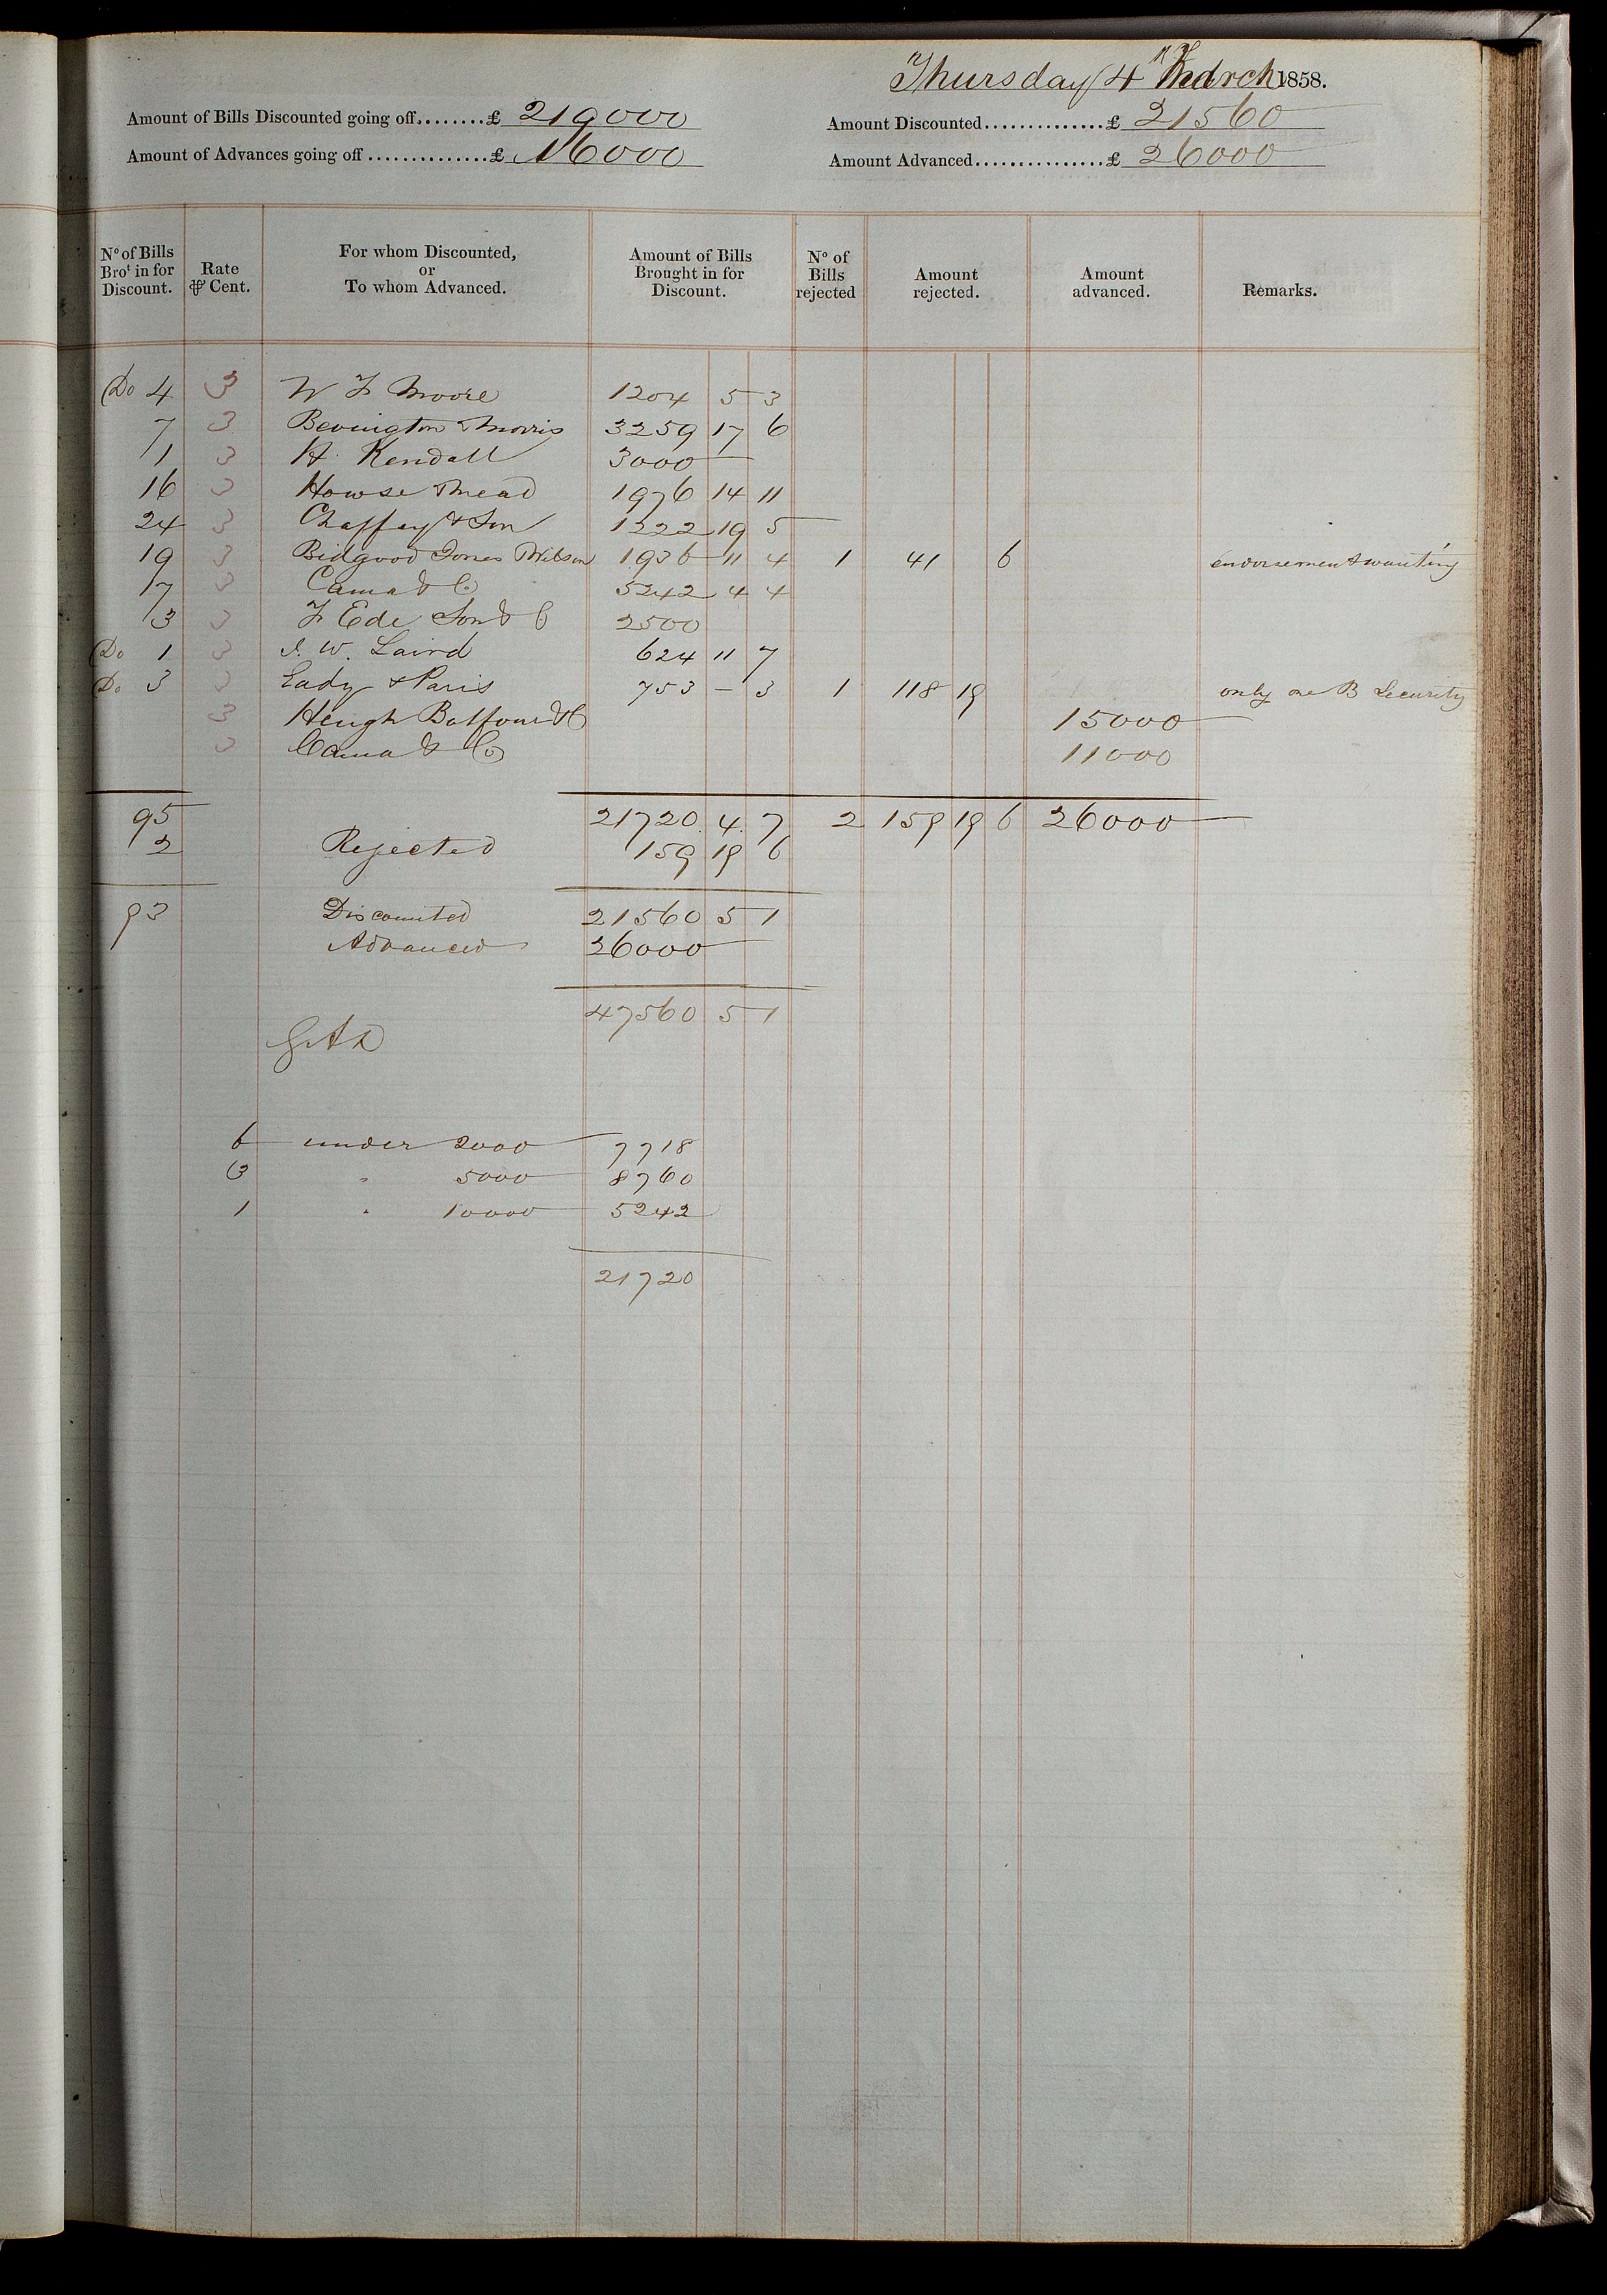 Thursday 4th March 1858.
Amount of Bills Discounted going off........£ 219000
Amount Discounted..............£ 21560
Amount of Advances going off..............£ 16000
Amount Advanced...............£ 26000
No of Bills Brot in for Discount. Rate ⅌ Cent. For whom Discounted, or To whom Advanced. Amount of Bills Brought in for Discount. No of Bills rejected Amount rejected. Amount advanced. Remarks.
Do 4 3 W F Moore 1204 5 3
7 3 Bevington & Morris 3259 17 6
1 3 H. Kendall 3000 —
16 3 Howse & Mead 1976 14 11
24 3 Chaffey & Son 1222 19 5
19 3 Bidgood Jones & Wilson 1936 11 4 1 41 6 endorsement wanting
17 3 Cama & Co 5242 4 4
3 3 F Ede Son & C 2500
Do 1 3 J. W. Laird 624 11 7
Do 3 3 Eady & Paris 753 – 3 1 118 19 only one B Security
3 Heugh Balfour & C 15000
3 Cama & Co 11000
95 21720. 4. 7 2 159 19 6 26000
2 Rejected 159 19 6
93 Discounted 21560 5 1
Advanced 26000
47560 5 1
6 under 2000 7718
3 " 5000 8760
1 " 10000 5242
21720